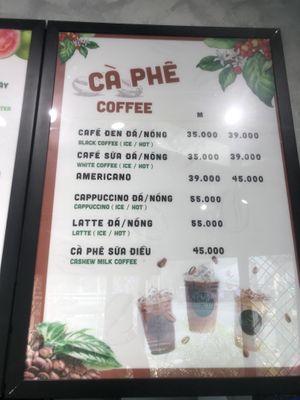 CÀ PHÊ
COFFEE
M
CAFÉ ĐEN ĐÁ/NÓNG 35.000 39.000
BLACK COFFEE ( ICE / HOT )
CAFÉ SỮA ĐÁ/NÓNG 35.000 39.000
WHITE COFFEE ( ICE / HOT )
AMERICANO 39.000 45.000
CAPPUCCINO ĐÁ/NÓNG 55.000
CAPPUCCINO ( ICE / HOT )
LATTE ĐÁ/NÓNG 55.000
LATTE ( ICE / HOT )
CÀ PHÊ SỮA ĐIỀU 45.000
CASHEW MILK COFFEE